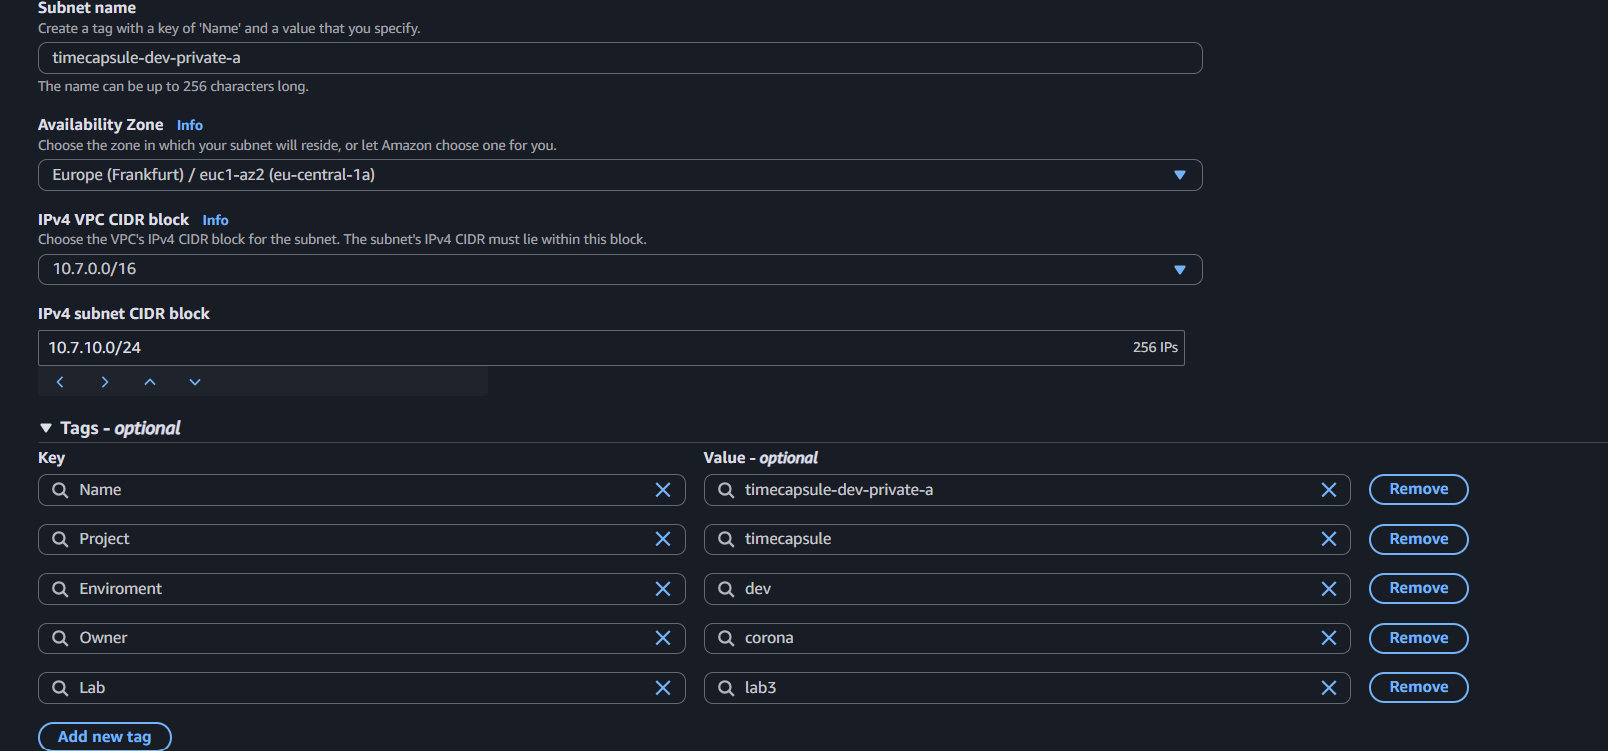 Subnet name
Create a tag with a key of 'Name' and a value that you specify.
timecapsule-dev-private-a
The name can be up to 256 characters long.
Availability Zone Info
Choose the zone in which your subnet will reside, or let Amazon choose one for you.
Europe (Frankfurt) / euc1-az2 (eu-central-1a)
IPv4 VPC CIDR block Info
Choose the VPC's IPv4 CIDR block for the subnet. The subnet's IPv4 CIDR must lie within this block.
10.7.0.0/16
IPv4 subnet CIDR block
10.7.10.0/24 256 IPs
Tags - optional
Key Value - optional
Name timecapsule-dev-private-a Remove
Project timecapsule Remove
Enviroment dev Remove
Owner corona Remove
Lab lab3 Remove
Add new tag